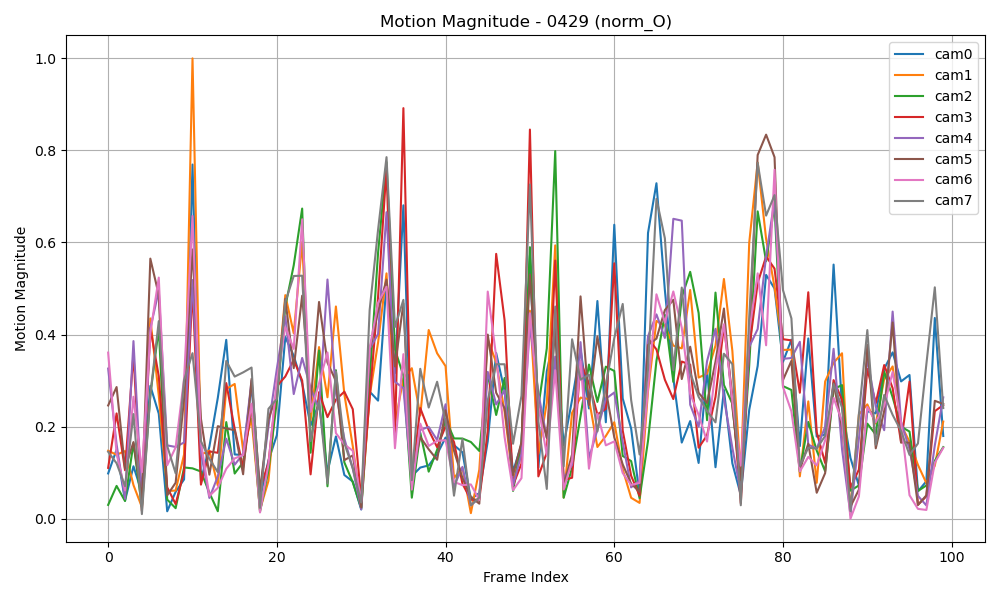 Motion Magnitude - 0429 (norm_O)
Motion Magnitude
1.0
0.8
0.6
0.4
0.2
0.0
0
20
40
60
80
100
Frame Index
cam0
cam1
cam2
cam3
cam4
cam5
cam6
cam7